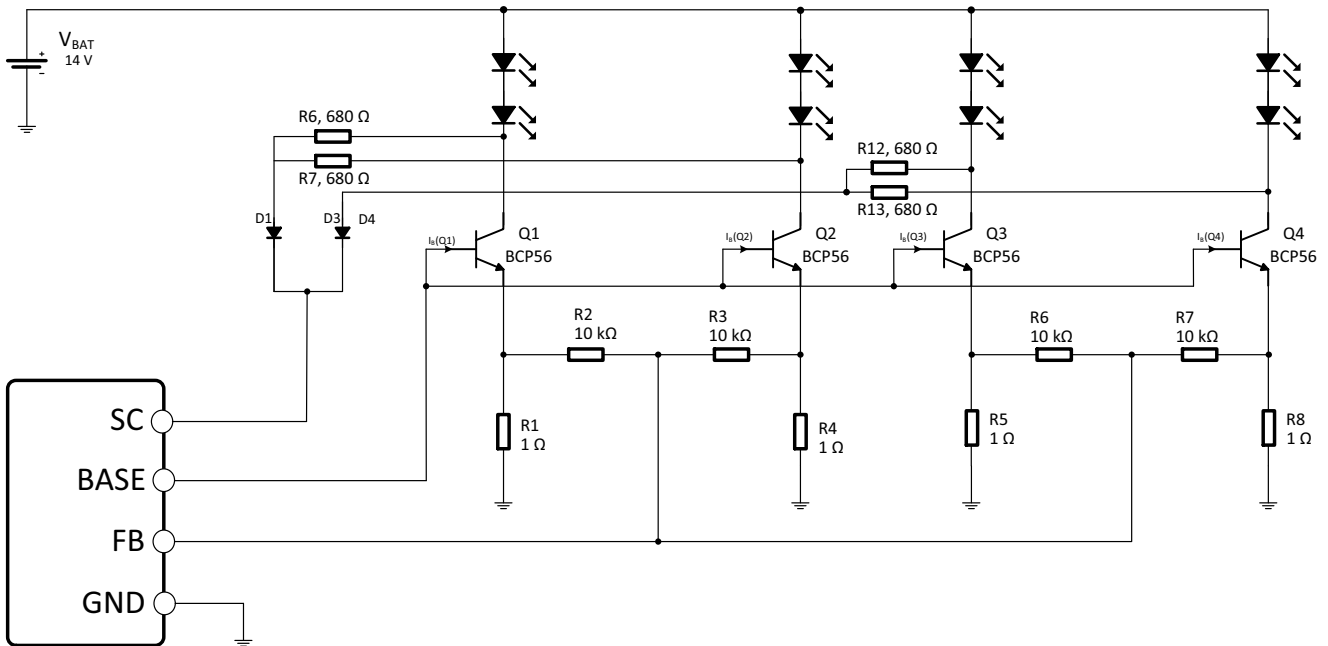 V_BAT
14 V
+
-
R6, 680 Ω
R7, 680 Ω
R12, 680 Ω
R13, 680 Ω
D1
D3
D4
I_B(Q1)
Q1
BCP56
I_B(Q2)
Q2
BCP56
I_B(Q3)
Q3
BCP56
I_B(Q4)
Q4
BCP56
R2
10 kΩ
R3
10 kΩ
R6
10 kΩ
R7
10 kΩ
R1
1 Ω
R4
1 Ω
R5
1 Ω
R8
1 Ω
SC
BASE
FB
GND